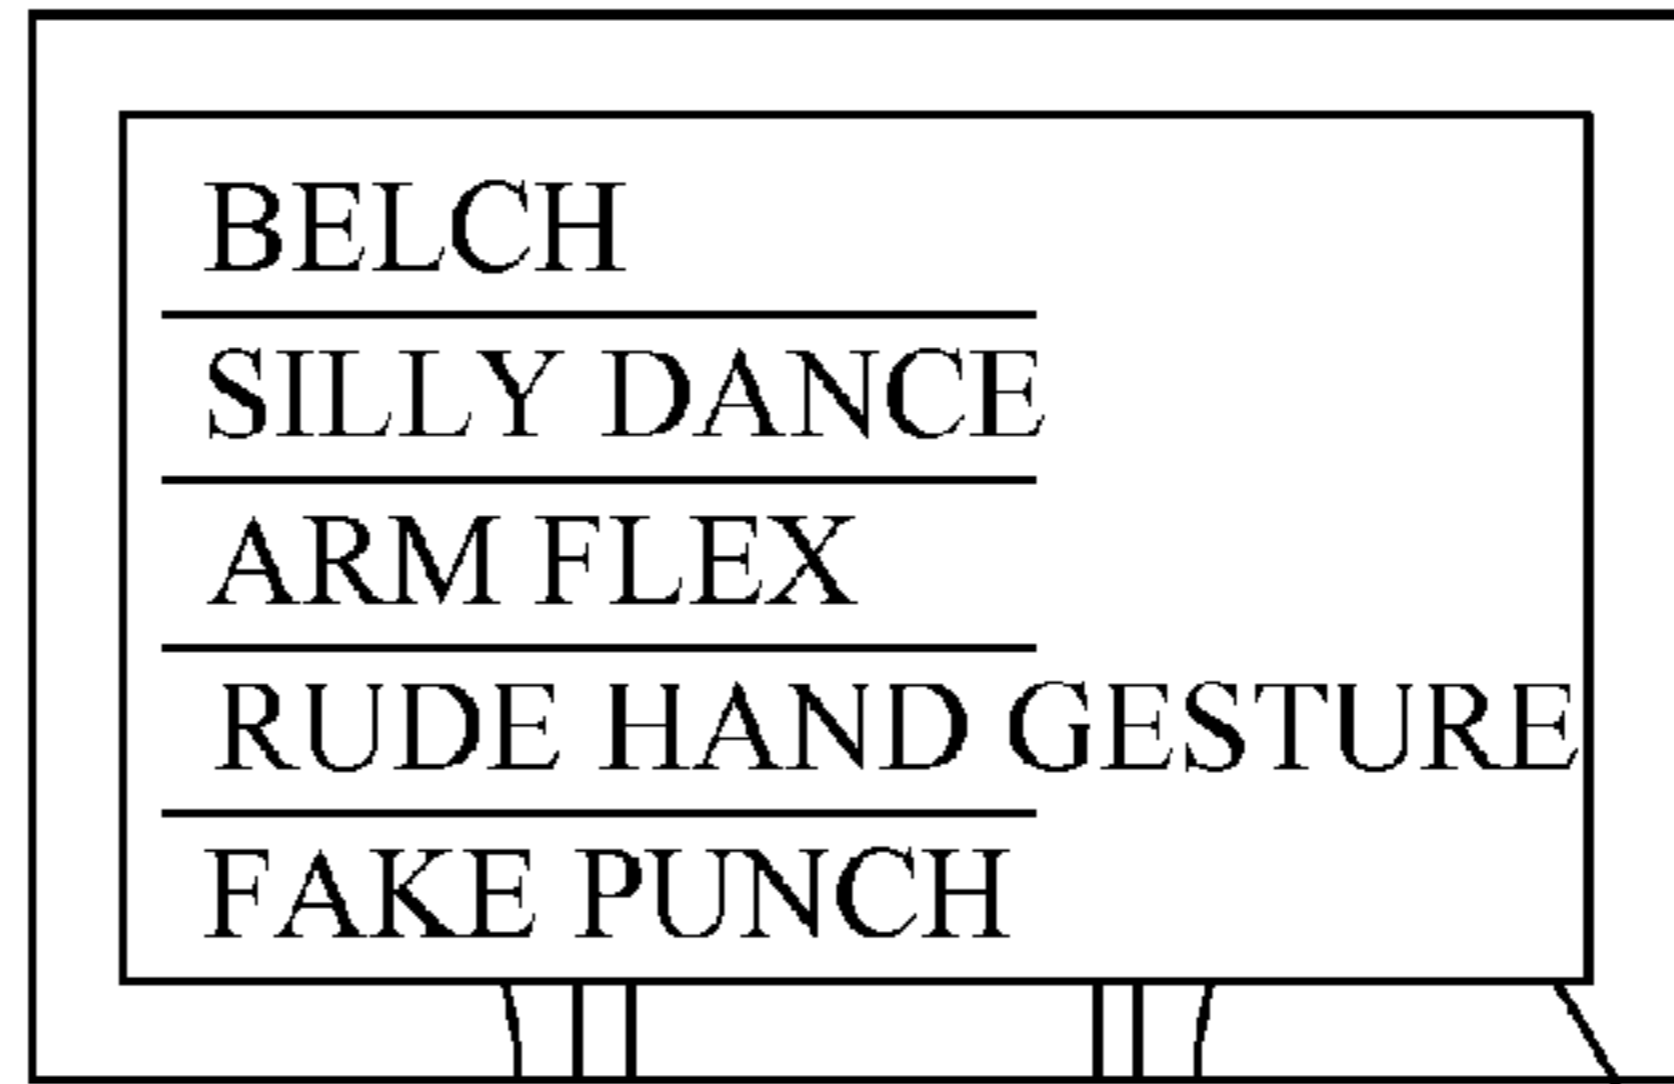 BELCH
SILLY DANCE
ARM FLEX
RUDE HAND GESTURE
FAKE PUNCH